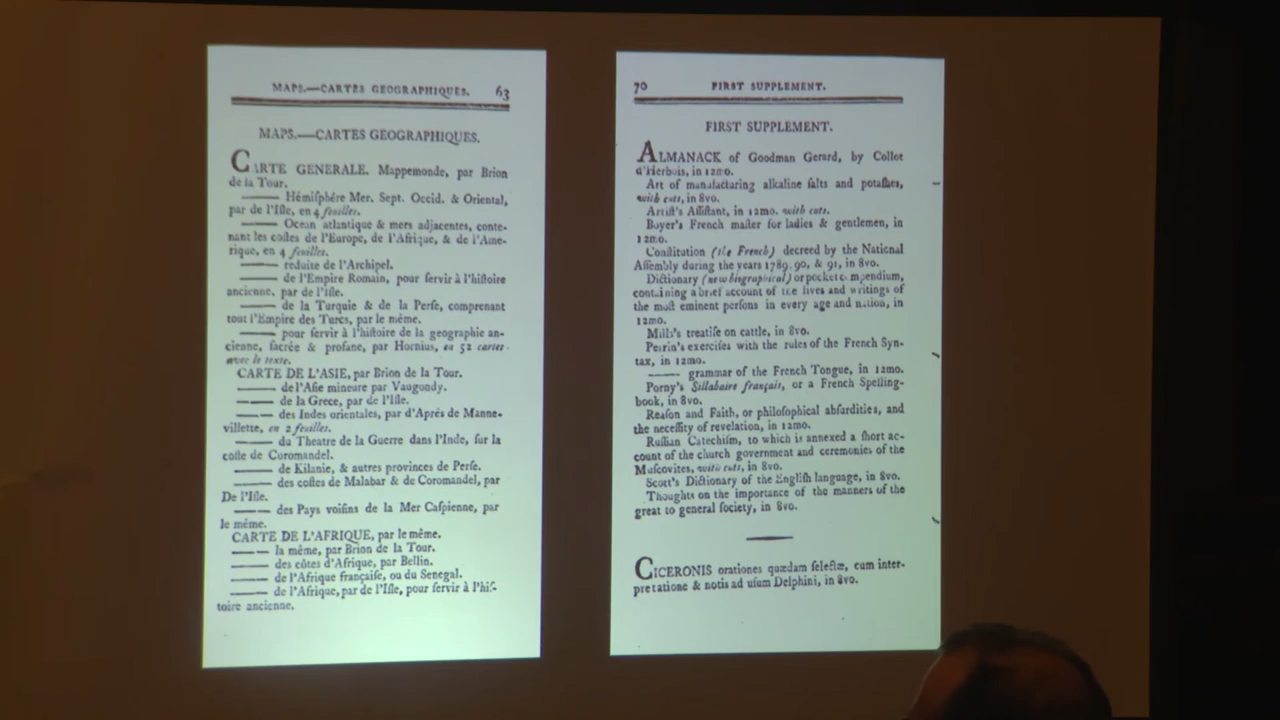 MAPS.—CARTES GEOGRAPHIQUES. 63
MAPS.—CARTES GEOGRAPHIQUES.
CARTE GENERALE. Mappemonde, par Brion
de la Tour.
—— Hémiſphére Mer. Sept. Occid. & Oriental,
par de l'Iſle, en 4 feuilles.
—— Ocean atlantique & mers adjacentes, conte-
nant les coſtes de l'Europe, de l'Afrique, & de l'Ame-
rique, en 4 feuilles.
—— reduite de l'Archipel.
—— de l'Empire Romain, pour ſervir à l'hiſtoire
ancienne, par de l'Iſle.
—— de la Turquie & de la Perſe, comprenant
tout l'Empire des Turcs, par le même.
—— pour ſervir à l'hiſtoire de la geographie an-
cienne, ſacrée & profane, par Hornius, en 52 cartes
avec le texte.
CARTE DE L'ASIE, par Brion de la Tour.
—— de l'Aſie mineure par Vaugondy.
—— de la Grece, par de l'Iſle.
—— des Indes orientales, par d'Aprés de Manne-
villette, en 2 feuilles.
—— du Theatre de la Guerre dans l'Inde, ſur la
coſte de Coromandel.
—— de Kilanie, & autres provinces de Perſe.
—— des coſtes de Malabar & de Coromandel, par
De l'Iſle.
—— des Pays voiſins de la Mer Caſpienne, par
le même.
CARTE DE L'AFRIQUE, par le même.
—— la même, par Brion de la Tour.
—— des côtes d'Afrique, par Bellin.
—— de l'Afrique françaiſe, ou du Senegal.
—— de l'Afrique, par de l'Iſle, pour ſervir à l'hiſ-
toire ancienne.
70 FIRST SUPPLEMENT.
FIRST SUPPLEMENT.
ALMANACK of Goodman Gerard, by Collot
d'Herbois, in 12mo.
Art of manufacturing alkaline ſalts and potaſhes,
with cuts, in 8vo.
Artiſt's Aſſiſtant, in 12mo. with cuts.
Boyer's French maſter for ladies & gentlemen, in
12mo.
Conſtitution (the French) decreed by the National
Aſſembly during the years 1789, 90, & 91, in 8vo.
Dictionary (new biographical) or pocket compendium,
containing a brief account of the lives and writings of
the moſt eminent perſons in every age and nation, in
12mo.
Mills's treatiſe on cattle, in 8vo.
Perrin's exerciſes with the rules of the French Syn-
tax, in 12mo.
—— grammar of the French Tongue, in 12mo.
Porny's Sillabaire français, or a French Spelling-
book, in 8vo.
Reaſon and Faith, or philoſophical abſurdities, and
the neceſſity of revelation, in 12mo.
Ruſſian Catechiſm, to which is annexed a ſhort ac-
count of the church government and ceremonies of the
Muſcovites, with cuts, in 8vo.
Scott's Dictionary of the Engliſh language, in 8vo.
Thoughts on the importance of the manners of the
great to general ſociety, in 8vo.
CICERONIS orationes quædam ſelectæ, cum inter-
pretatione & notis ad uſum Delphini, in 8vo.